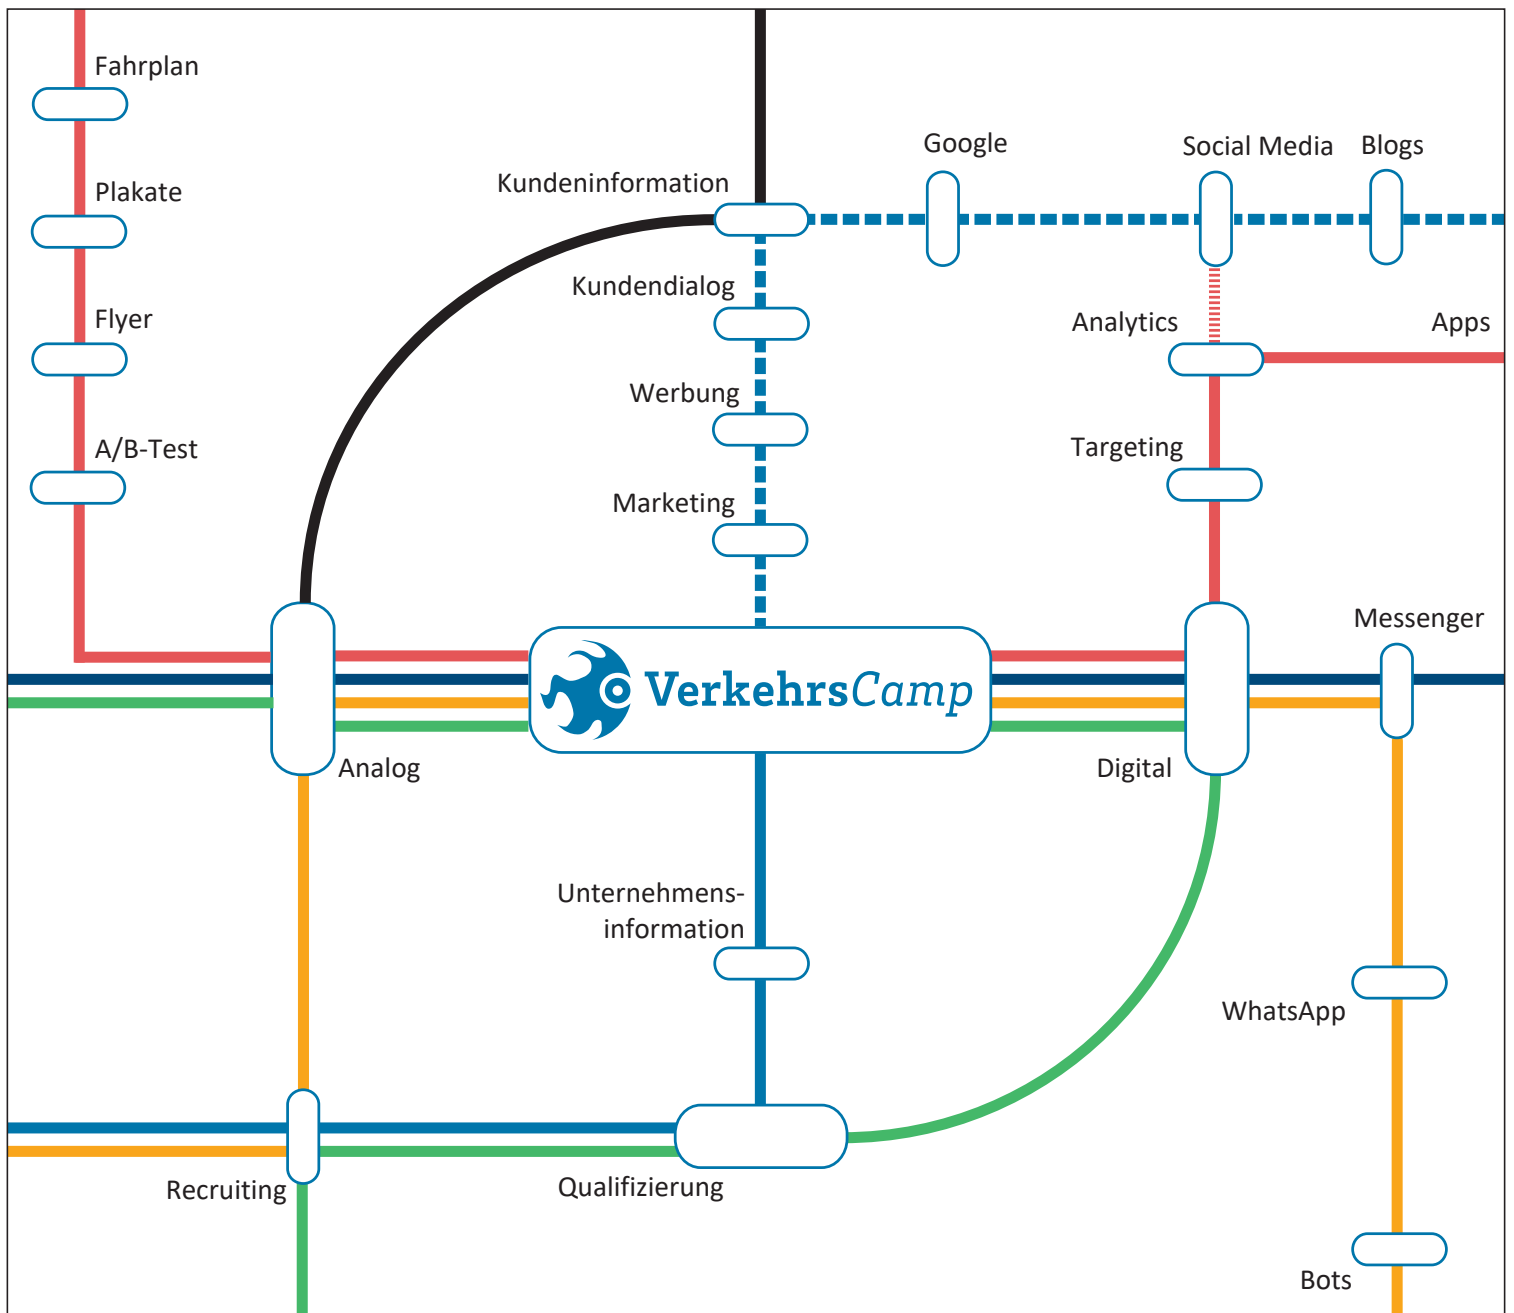 Fahrplan
Google
Social Media
Blogs
Plakate
Kundeninformation
Kundendialog
Flyer
Analytics
Apps
Werbung
A/B-Test
Targeting
Marketing
Messenger
VerkehrsCamp
Analog
Digital
Unternehmens-
information
WhatsApp
Recruiting
Qualifizierung
Bots